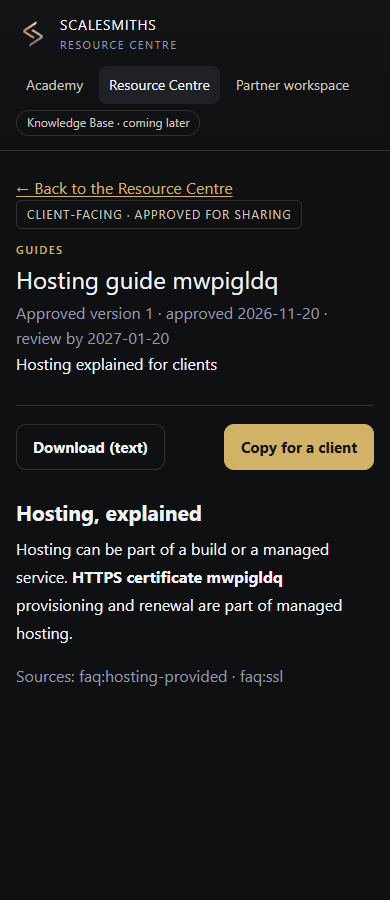 SCALESMITHS
RESOURCE CENTRE
Academy
Resource Centre
Partner workspace
Knowledge Base · coming later
← Back to the Resource Centre
CLIENT-FACING · APPROVED FOR SHARING
GUIDES
Hosting guide mwpigldq
Approved version 1 · approved 2026-11-20 ·
review by 2027-01-20
Hosting explained for clients
Download (text)
Copy for a client
Hosting, explained
Hosting can be part of a build or a managed
service. HTTPS certificate mwpigldq
provisioning and renewal are part of managed
hosting.
Sources: faq:hosting-provided · faq:ssl